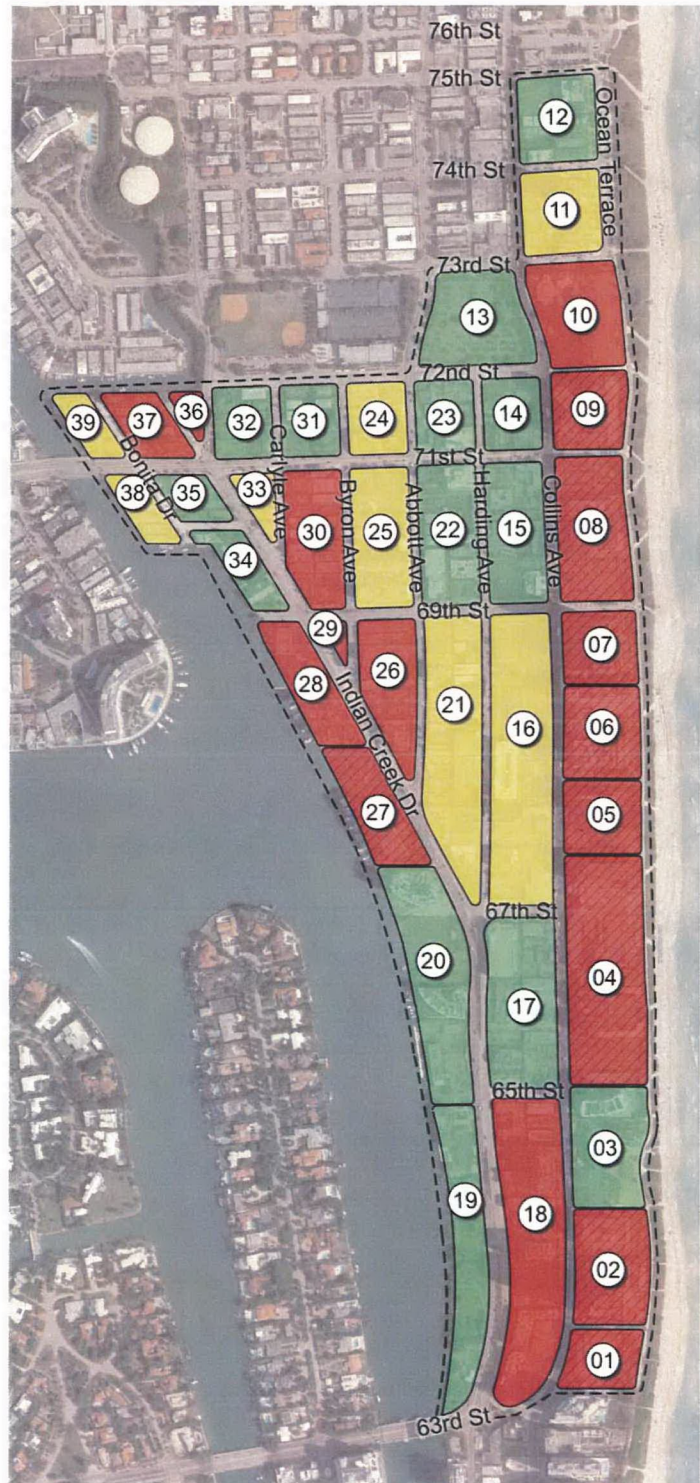 76th St
75th St
12
Ocean Terrace
74th St
11
73rd St
13
10
72nd St
39
37
36
32
31
24
23
14
09
Bonita Dr
Carlyle Ave
71st St
38
35
33
30
Byron Ave
25
Abbott Ave
22
Harding Ave
15
Collins Ave
08
34
69th St
29
28
26
21
16
07
06
Indian Creek Dr
27
05
67th St
20
17
04
65th St
03
19
18
02
01
63rd St